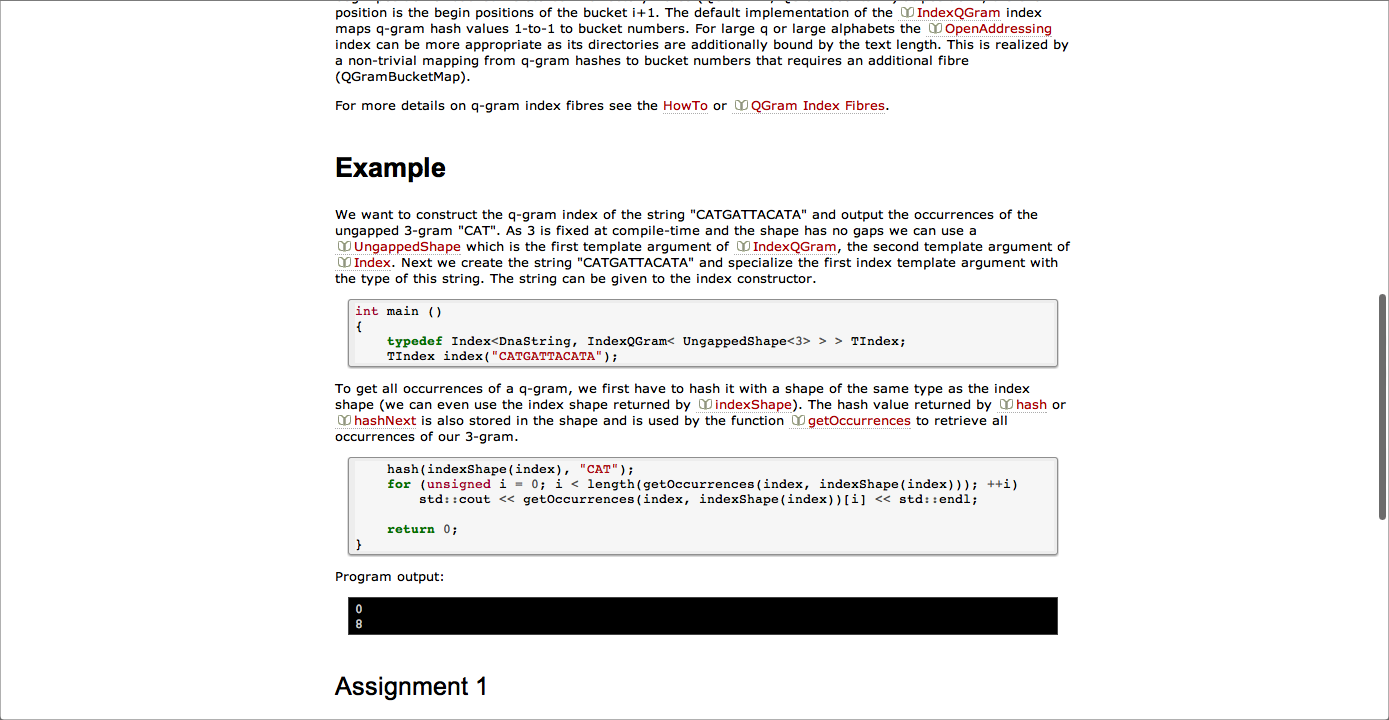 position is the begin positions of the bucket i+1. The default implementation of the IndexQGram index
maps q-gram hash values 1-to-1 to bucket numbers. For large q or large alphabets the OpenAddressing
index can be more appropriate as its directories are additionally bound by the text length. This is realized by
a non-trivial mapping from q-gram hashes to bucket numbers that requires an additional fibre
(QGramBucketMap).
For more details on q-gram index fibres see the HowTo or QGram Index Fibres.
Example
We want to construct the q-gram index of the string "CATGATTACATA" and output the occurrences of the
ungapped 3-gram "CAT". As 3 is fixed at compile-time and the shape has no gaps we can use a
UngappedShape which is the first template argument of IndexQGram, the second template argument of
Index. Next we create the string "CATGATTACATA" and specialize the first index template argument with
the type of this string. The string can be given to the index constructor.
int main ()
{
    typedef Index<DnaString, IndexQGram< UngappedShape<3> > > TIndex;
    TIndex index("CATGATTACATA");
To get all occurrences of a q-gram, we first have to hash it with a shape of the same type as the index
shape (we can even use the index shape returned by indexShape). The hash value returned by hash or
hashNext is also stored in the shape and is used by the function getOccurrences to retrieve all
occurrences of our 3-gram.
    hash(indexShape(index), "CAT");
    for (unsigned i = 0; i < length(getOccurrences(index, indexShape(index))); ++i)
        std::cout << getOccurrences(index, indexShape(index))[i] << std::endl;
    return 0;
}
Program output:
0
8
Assignment 1